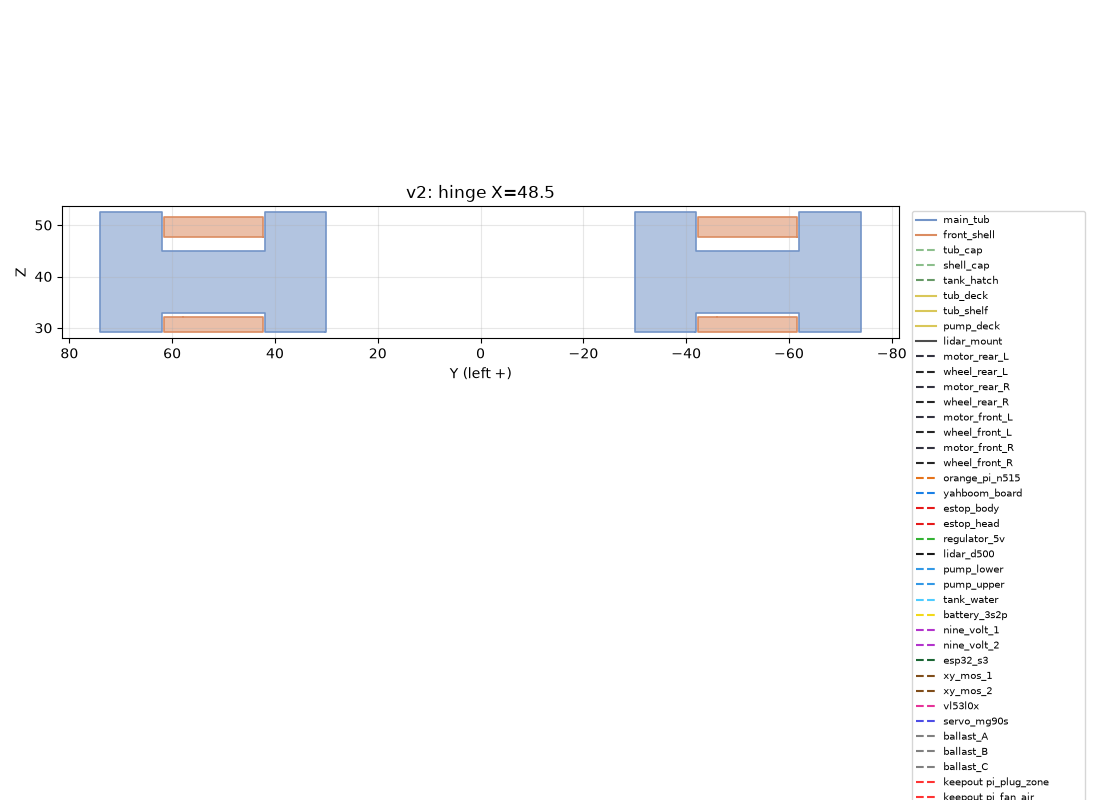 v2: hinge X=48.5
50
40
30
Z
80 60 40 20 0 −20 −40 −60 −80
Y (left +)
main_tub
front_shell
tub_cap
shell_cap
tank_hatch
tub_deck
tub_shelf
pump_deck
lidar_mount
motor_rear_L
wheel_rear_L
motor_rear_R
wheel_rear_R
motor_front_L
wheel_front_L
motor_front_R
wheel_front_R
orange_pi_n515
yahboom_board
estop_body
estop_head
regulator_5v
lidar_d500
pump_lower
pump_upper
tank_water
battery_3s2p
nine_volt_1
nine_volt_2
esp32_s3
xy_mos_1
xy_mos_2
vl53l0x
servo_mg90s
ballast_A
ballast_B
ballast_C
keepout pi_plug_zone
keepout pi_fan_air